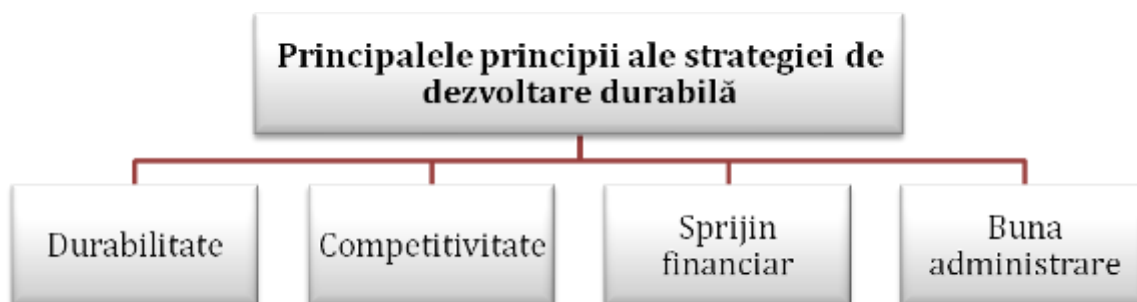 Principalele principii ale strategiei de
dezvoltare durabilă
Durabilitate
Competitivitate
Sprijin
financiar
Buna
administrare